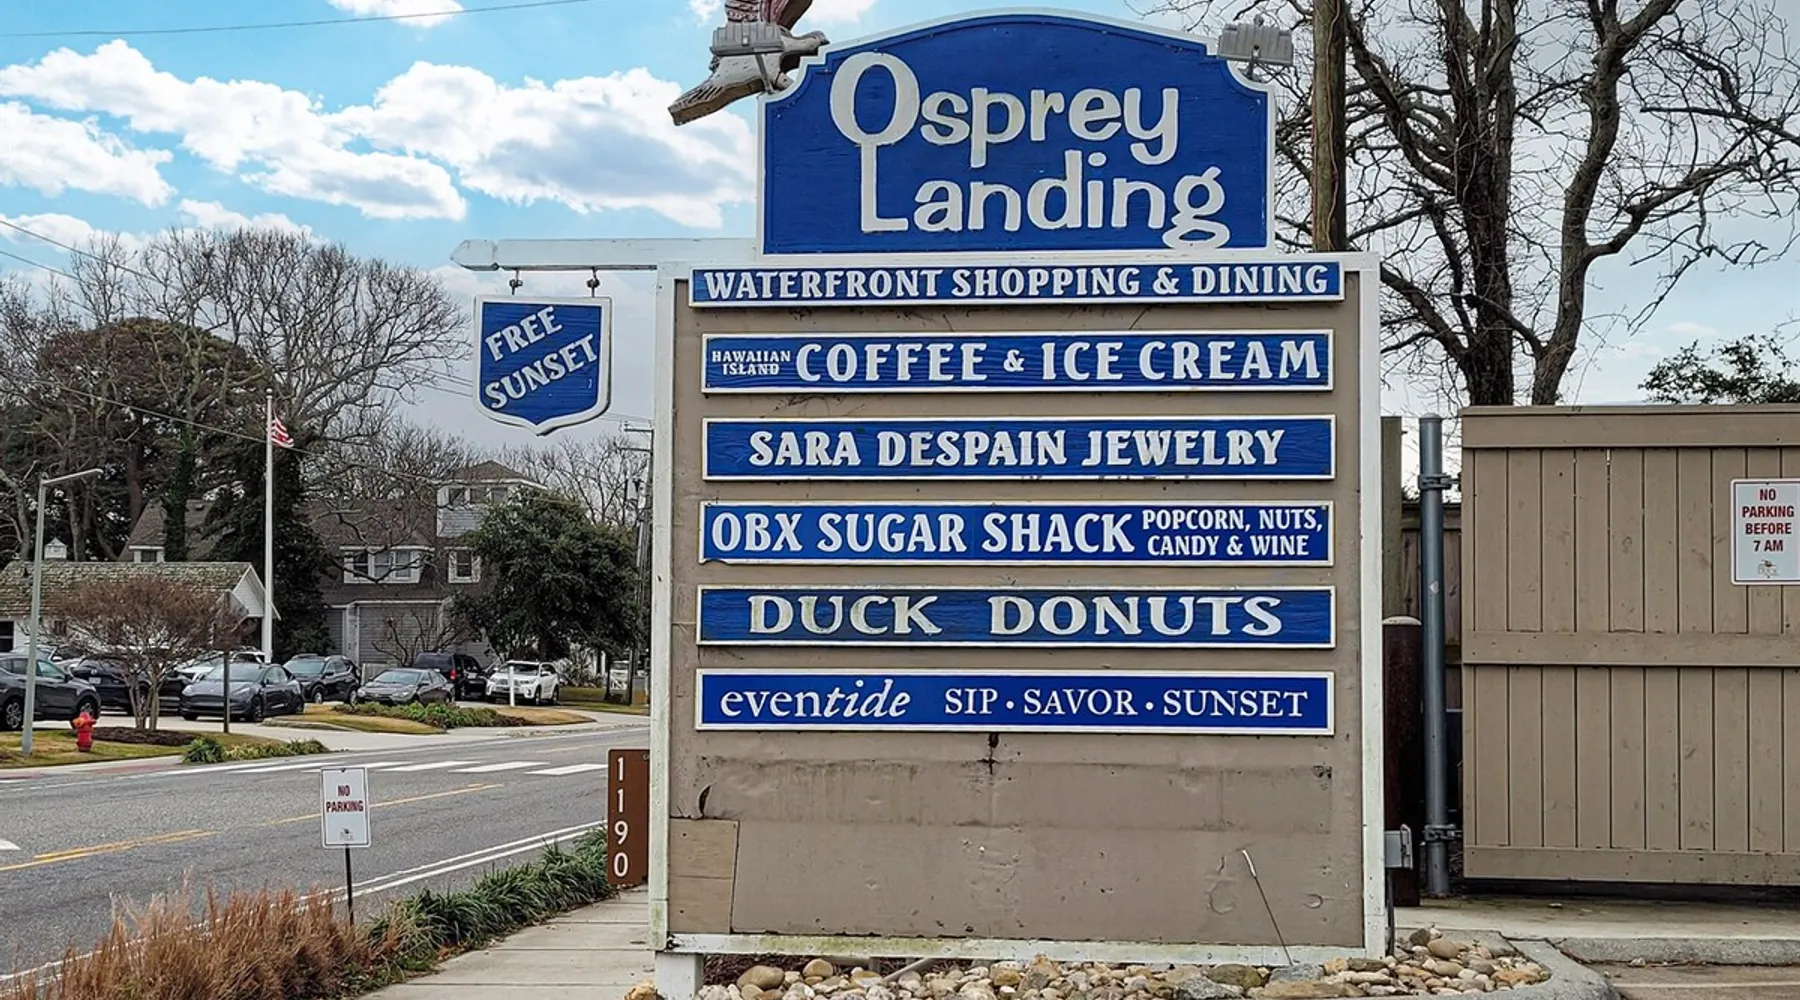 Osprey
Landing
WATERFRONT SHOPPING & DINING
FREE
SUNSET
HAWAIIAN
ISLAND
COFFEE & ICE CREAM
SARA DESPAIN JEWELRY
OBX SUGAR SHACK
POPCORN, NUTS,
CANDY & WINE
DUCK DONUTS
eventide SIP • SAVOR • SUNSET
1190
NO
PARKING
NO
PARKING
BEFORE
7 AM